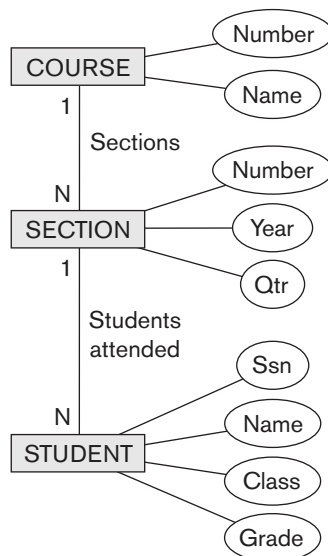 Number
COURSE
Name
1
Sections
N
Number
SECTION
Year
1
Qtr
Students
attended
Ssn
N
Name
STUDENT
Class
Grade